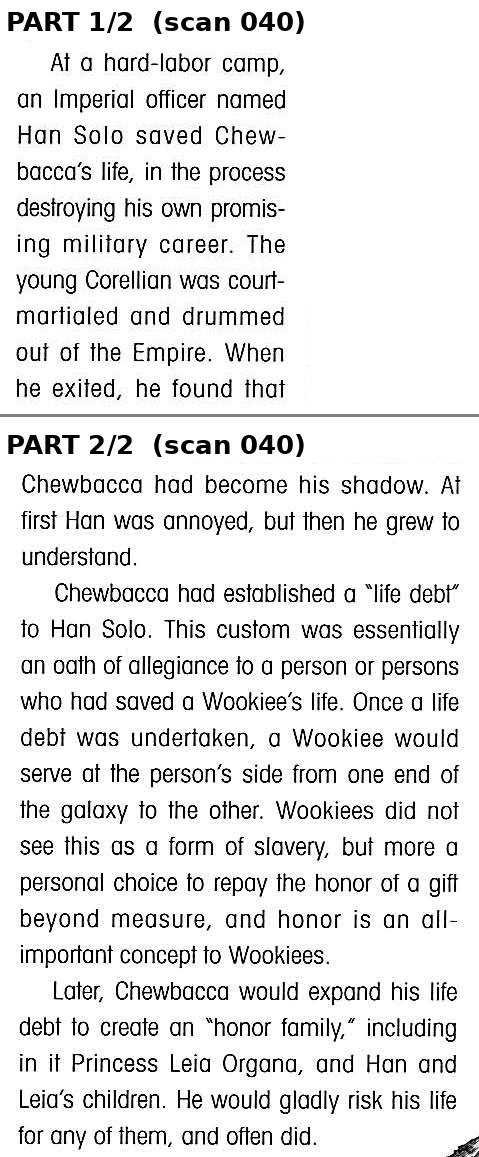 PART 1/2 (scan 040)
At a hard-labor camp,
an Imperial officer named
Han Solo saved Chew-
bacca's life, in the process
destroying his own promis-
ing military career. The
young Corellian was court-
martialed and drummed
out of the Empire. When
he exited, he found that
PART 2/2 (scan 040)
Chewbacca had become his shadow. At
first Han was annoyed, but then he grew to
understand.
Chewbacca had established a "life debt"
to Han Solo. This custom was essentially
an oath of allegiance to a person or persons
who had saved a Wookiee's life. Once a life
debt was undertaken, a Wookiee would
serve at the person's side from one end of
the galaxy to the other. Wookiees did not
see this as a form of slavery, but more a
personal choice to repay the honor of a gift
beyond measure, and honor is an all-
important concept to Wookiees.
Later, Chewbacca would expand his life
debt to create an "honor family," including
in it Princess Leia Organa, and Han and
Leia's children. He would gladly risk his life
for any of them, and often did.